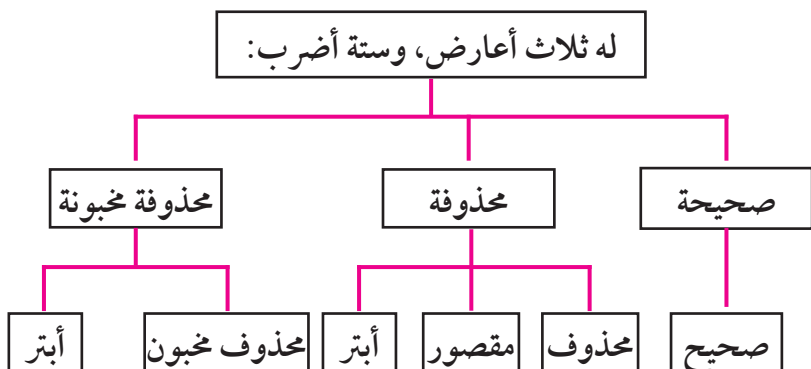 له ثلاث أعارض، وستة أضرب:
صحيحة محذوفة محذوفة مخبونة
صحيح محذوف مقصور أبتر محذوف مخبون أبتر